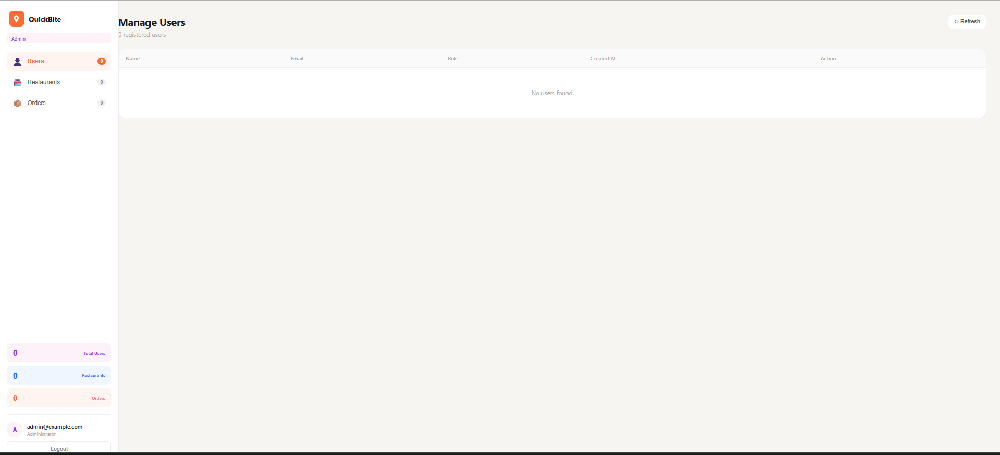 QuickBite
Admin
Users 0
Restaurants 0
Orders 0
0 Total Users
0 Restaurants
0 Orders
A admin@example.com
Administrator
Logout
Manage Users
0 registered users
↻ Refresh
Name Email Role Created At Action
No users found.